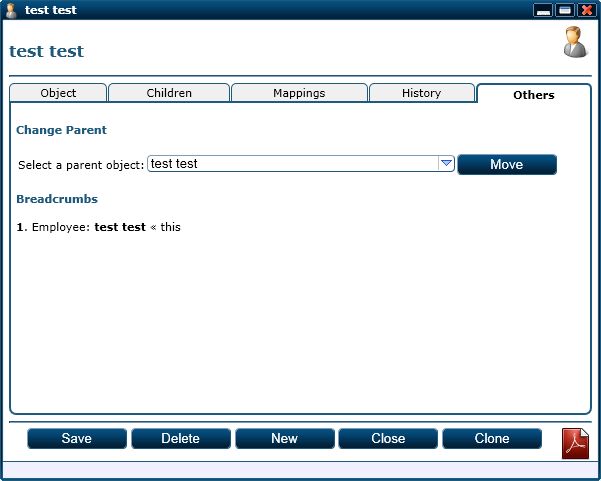 test test
test test
Object Children Mappings History Others
Change Parent
Select a parent object: test test Move
Breadcrumbs
1. Employee: test test « this
Save Delete New Close Clone